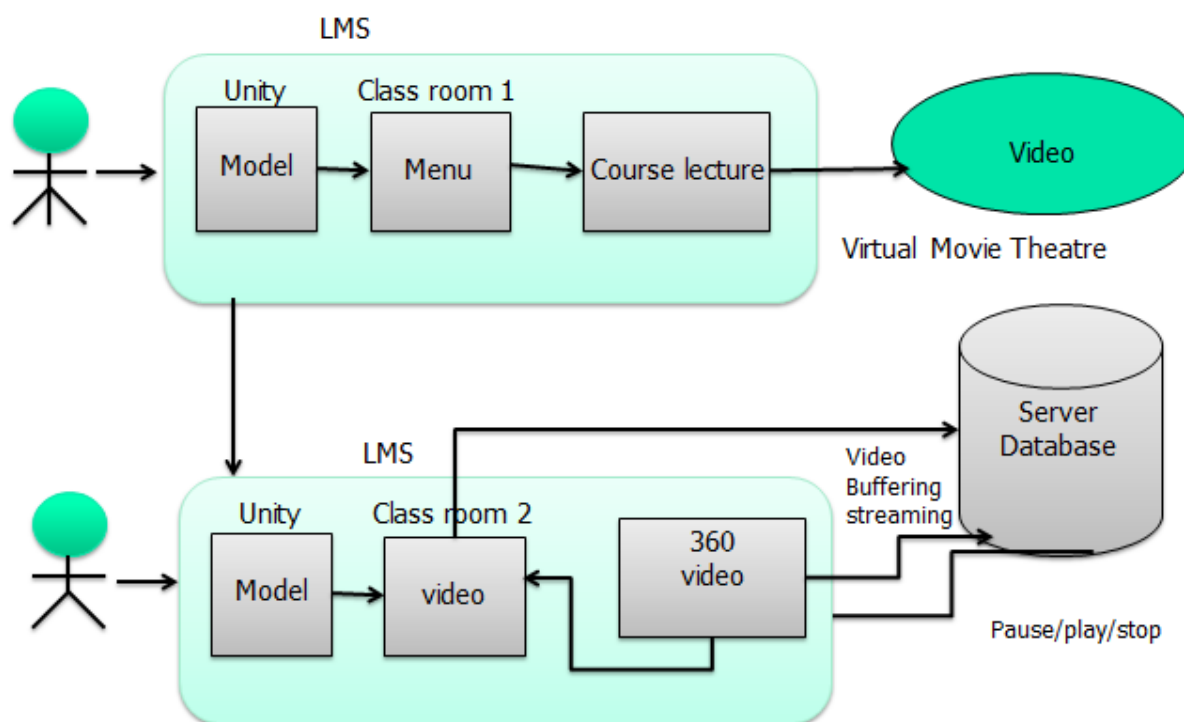 LMS
Unity
Class room 1
Model
Menu
Course lecture
Video
Virtual Movie Theatre
Server
Database
LMS
Video
Buffering
streaming
Unity
Class room 2
360
video
Model
video
Pause/play/stop